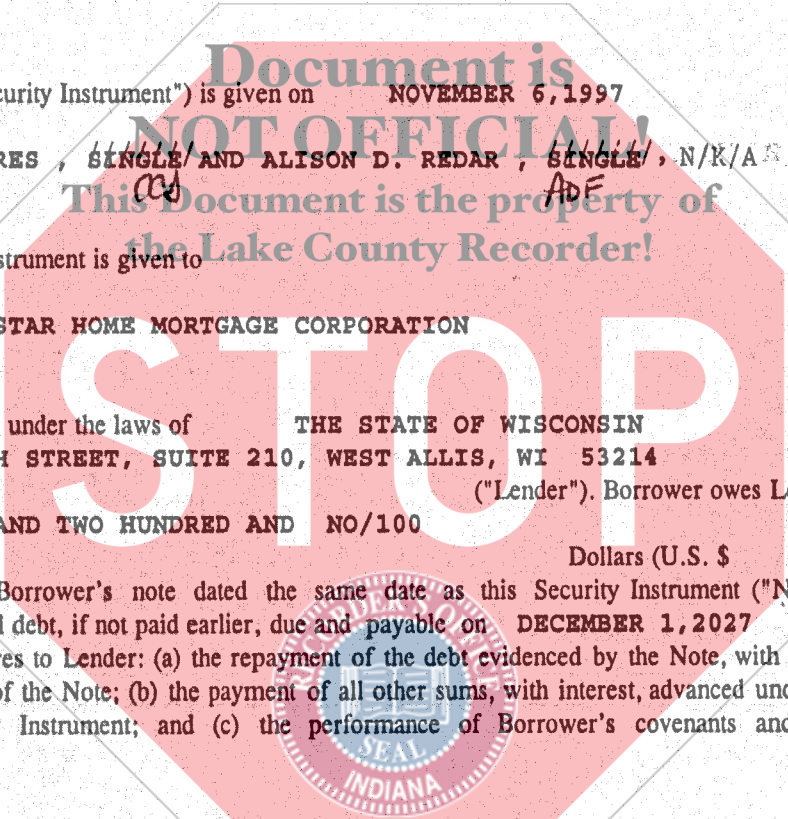 Document is
curity Instrument") is given on NOVEMBER 6,1997
NOT OFFICIAL!
RES , SINGLE AND ALISON D. REDAR , SINGLE , N/K/A
ADF
This Document is the property of
the Lake County Recorder!
strument is given to
STAR HOME MORTGAGE CORPORATION
STOP
under the laws of THE STATE OF WISCONSIN
H STREET, SUITE 210, WEST ALLIS, WI 53214
("Lender"). Borrower owes L
AND TWO HUNDRED AND NO/100
Dollars (U.S. $
Borrower's note dated the same date as this Security Instrument ("N
l debt, if not paid earlier, due and payable on DECEMBER 1,2027
res to Lender: (a) the repayment of the debt evidenced by the Note, with
of the Note; (b) the payment of all other sums, with interest, advanced und
Instrument; and (c) the performance of Borrower's covenants and
RECORDER'S OFFICE
SEAL
INDIANA